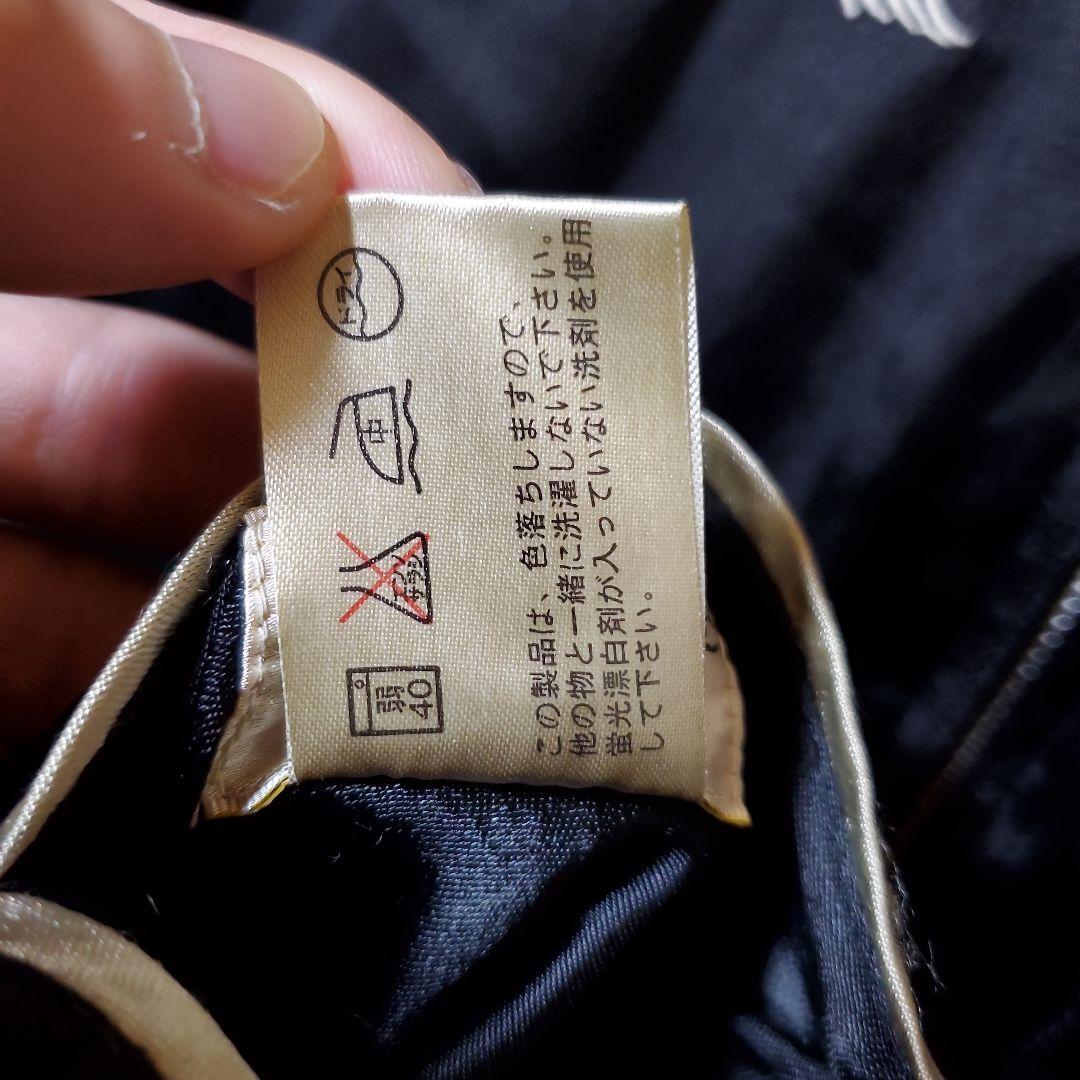 弱
40
エンソ
サラシ
中
ドライ
この製品は、色落ちしますので、
他の物と一緒に洗濯しないで下さい。
蛍光漂白剤が入っていない洗剤を使用
して下さい。